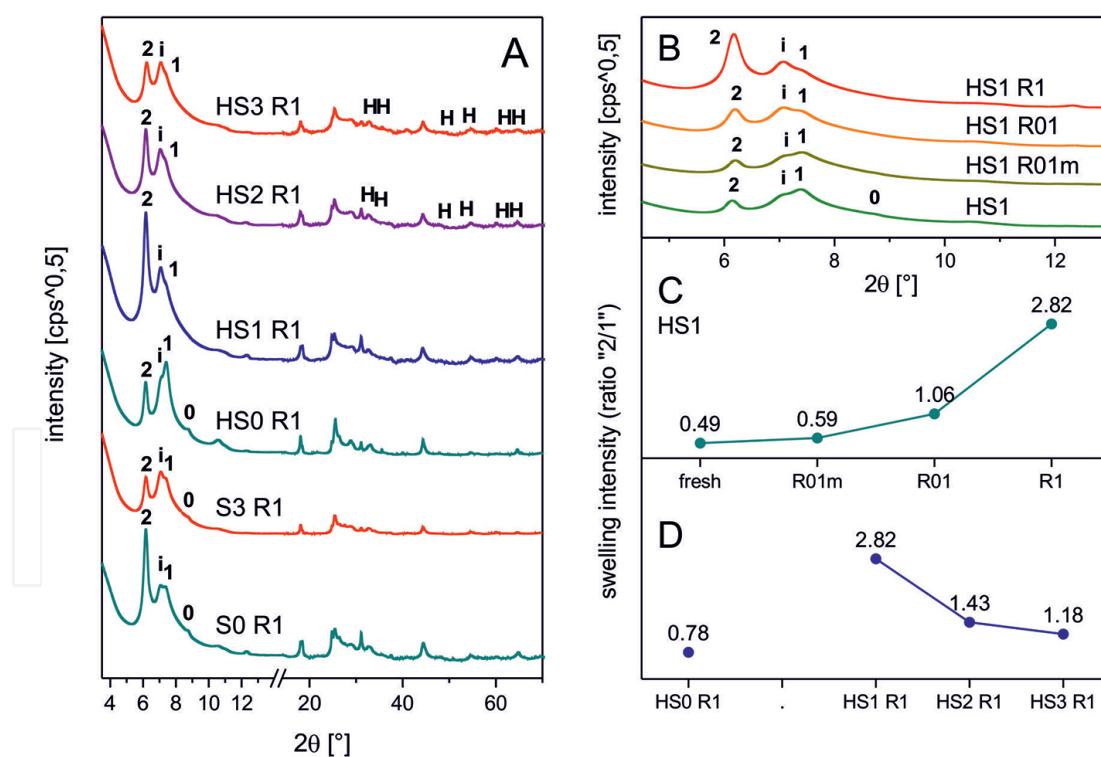 A
intensity [cps^0,5]
2 i 1
HS3 R1
H H H H H H
2 i 1
HS2 R1
H H H H H H
2 i 1
HS1 R1
2 i 1 0
HS0 R1
2 i 1 0
S3 R1
2 i 1 0
S0 R1
4 6 8 10 12 20 40 60
2θ [°]
B
intensity [cps^0,5]
2 i 1
HS1 R1
2 i 1
HS1 R01
2 i 1
HS1 R01m
2 i 1 0
HS1
6 8 10 12
2θ [°]
swelling intensity (ratio "2/1")
C
HS1
0.49 0.59 1.06 2.82
fresh R01m R01 R1
D
0.78 2.82 1.43 1.18
HS0 R1 . HS1 R1 HS2 R1 HS3 R1